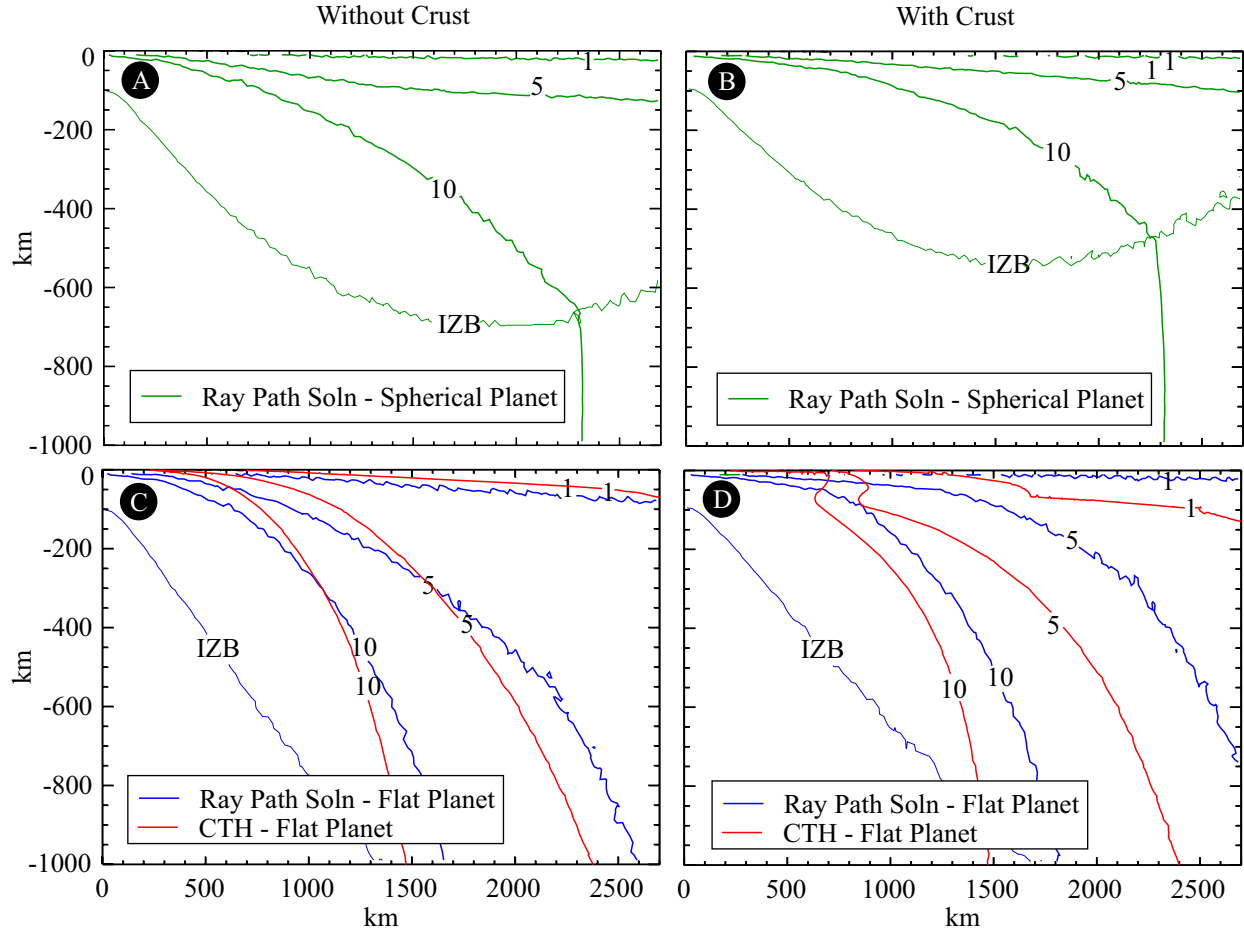 Without Crust
With Crust
0
-200
-400
-600
-800
-1000
km
A
1
5
10
IZB
Ray Path Soln - Spherical Planet
B
1
1
5
10
IZB
Ray Path Soln - Spherical Planet
0
-200
-400
-600
-800
-1000
km
C
1
1
5
5
10
10
IZB
Ray Path Soln - Flat Planet
CTH - Flat Planet
0 500 1000 1500 2000 2500
km
D
1
1
5
5
10
10
IZB
Ray Path Soln - Flat Planet
CTH - Flat Planet
0 500 1000 1500 2000 2500
km